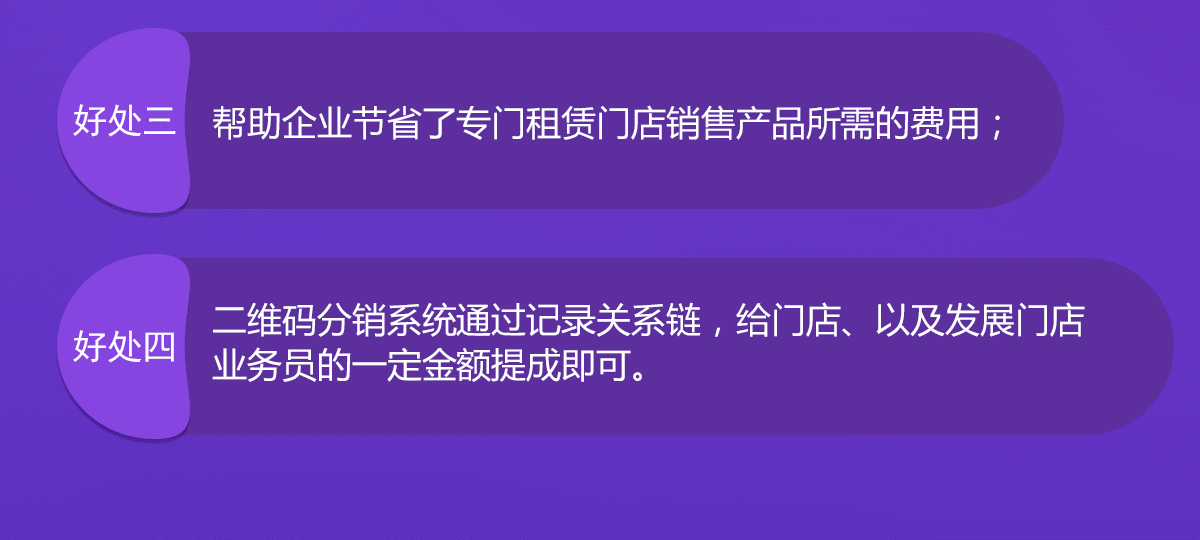 好处三
帮助企业节省了专门租赁门店销售产品所需的费用；
好处四
二维码分销系统通过记录关系链，给门店、以及发展门店
业务员的一定金额提成即可。